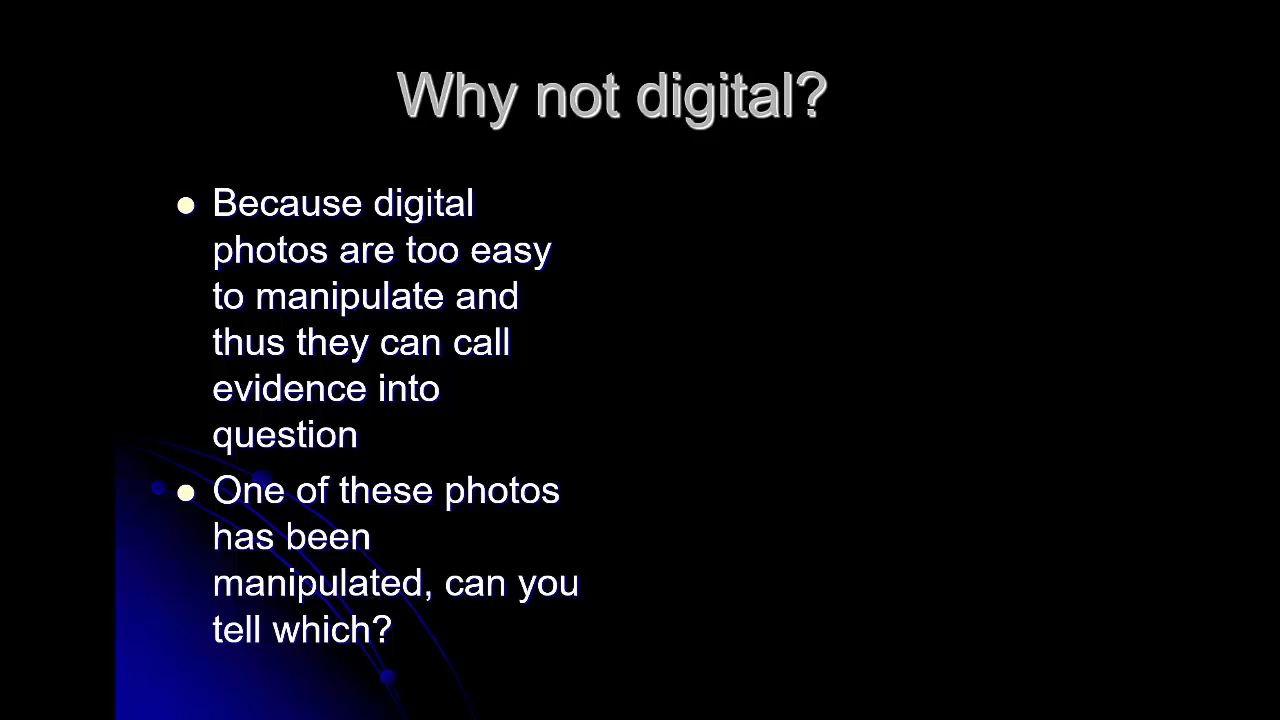 Why not digital?
Because digital
photos are too easy
to manipulate and
thus they can call
evidence into
question
One of these photos
has been
manipulated, can you
tell which?